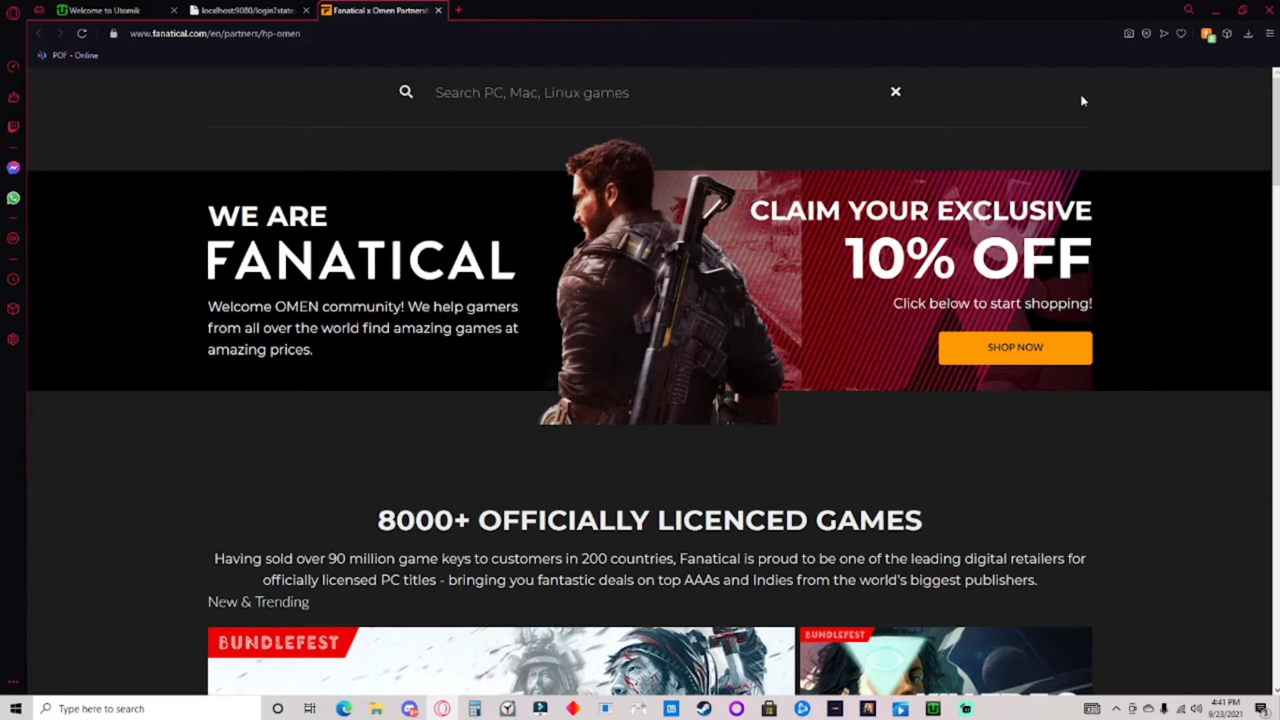 Welcome to Utomik
localhost:9080/login?state
Fanatical x Omen Partnersh
www.fanatical.com/en/partners/hp-omen
POF - Online
Search PC, Mac, Linux games
WE ARE
FANATICAL
Welcome OMEN community! We help gamers
from all over the world find amazing games at
amazing prices.
CLAIM YOUR EXCLUSIVE
10% OFF
Click below to start shopping!
SHOP NOW
8000+ OFFICIALLY LICENCED GAMES
Having sold over 90 million game keys to customers in 200 countries, Fanatical is proud to be one of the leading digital retailers for
officially licensed PC titles - bringing you fantastic deals on top AAAs and Indies from the world's biggest publishers.
New & Trending
BUNDLEFEST
BUNDLEFEST
Type here to search
4:41 PM
9/23/2021